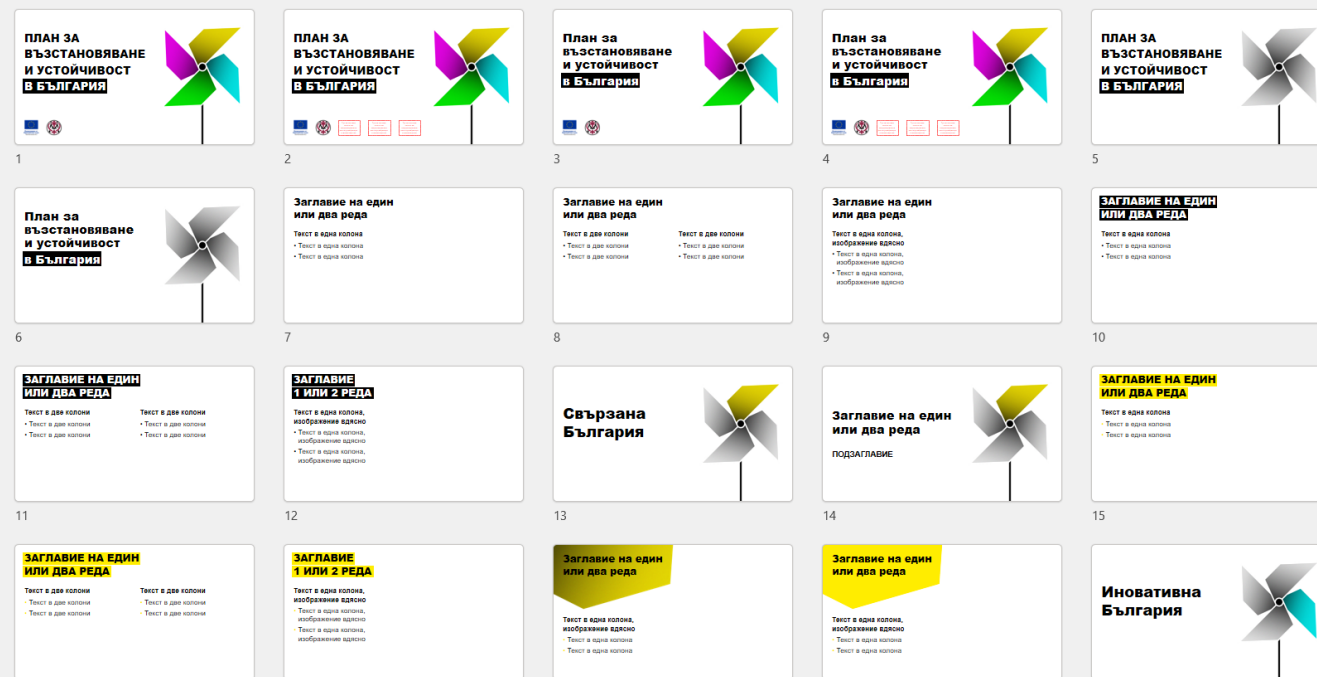 ПЛАН ЗА
ВЪЗСТАНОВЯВАНЕ
И УСТОЙЧИВОСТ
В БЪЛГАРИЯ
1
ПЛАН ЗА
ВЪЗСТАНОВЯВАНЕ
И УСТОЙЧИВОСТ
В БЪЛГАРИЯ
2
План за
възстановяване
и устойчивост
в България
3
План за
възстановяване
и устойчивост
в България
4
ПЛАН ЗА
ВЪЗСТАНОВЯВАНЕ
И УСТОЙЧИВОСТ
В БЪЛГАРИЯ
5
План за
възстановяване
и устойчивост
в България
6
Заглавие на един
или два реда
Текст в една колона
• Текст в една колона
• Текст в една колона
7
Заглавие на един
или два реда
Текст в две колони
• Текст в две колони
• Текст в две колони
Текст в две колони
• Текст в две колони
• Текст в две колони
8
Заглавие на един
или два реда
Текст в една колона,
изображение вдясно
• Текст в една колона,
изображение вдясно
• Текст в една колона,
изображение вдясно
9
ЗАГЛАВИЕ НА ЕДИН
ИЛИ ДВА РЕДА
Текст в една колона
• Текст в една колона
• Текст в една колона
10
ЗАГЛАВИЕ НА ЕДИН
ИЛИ ДВА РЕДА
Текст в две колони
• Текст в две колони
• Текст в две колони
Текст в две колони
• Текст в две колони
• Текст в две колони
11
ЗАГЛАВИЕ
1 ИЛИ 2 РЕДА
Текст в една колона,
изображение вдясно
• Текст в една колона,
изображение вдясно
• Текст в една колона,
изображение вдясно
12
Свързана
България
13
Заглавие на един
или два реда
ПОДЗАГЛАВИЕ
14
ЗАГЛАВИЕ НА ЕДИН
ИЛИ ДВА РЕДА
Текст в една колона
Текст в една колона
Текст в една колона
15
ЗАГЛАВИЕ НА ЕДИН
ИЛИ ДВА РЕДА
Текст в две колони
Текст в две колони
Текст в две колони
Текст в две колони
Текст в две колони
Текст в две колони
ЗАГЛАВИЕ
1 ИЛИ 2 РЕДА
Текст в една колона,
изображение вдясно
Текст в една колона,
изображение вдясно
Текст в една колона,
изображение вдясно
Заглавие на един
или два реда
Текст в една колона,
изображение вдясно
Текст в една колона
Текст в една колона
Заглавие на един
или два реда
Текст в една колона,
изображение вдясно
Текст в една колона
Текст в една колона
Иновативна
България